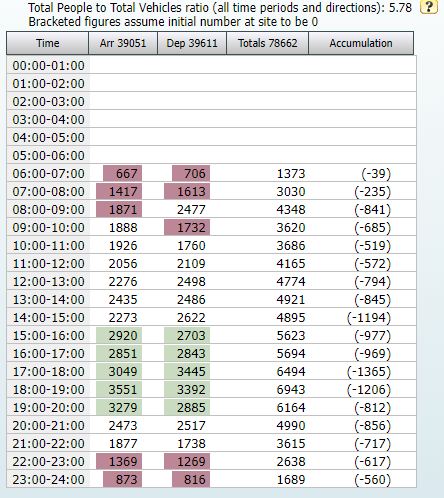 Total People to Total Vehicles ratio (all time periods and directions): 5.78 ?
Bracketed figures assume initial number at site to be 0
Time Arr 39051 Dep 39611 Totals 78662 Accumulation
00:00-01:00
01:00-02:00
02:00-03:00
03:00-04:00
04:00-05:00
05:00-06:00
06:00-07:00 667 706 1373 (-39)
07:00-08:00 1417 1613 3030 (-235)
08:00-09:00 1871 2477 4348 (-841)
09:00-10:00 1888 1732 3620 (-685)
10:00-11:00 1926 1760 3686 (-519)
11:00-12:00 2056 2109 4165 (-572)
12:00-13:00 2276 2498 4774 (-794)
13:00-14:00 2435 2486 4921 (-845)
14:00-15:00 2273 2622 4895 (-1194)
15:00-16:00 2920 2703 5623 (-977)
16:00-17:00 2851 2843 5694 (-969)
17:00-18:00 3049 3445 6494 (-1365)
18:00-19:00 3551 3392 6943 (-1206)
19:00-20:00 3279 2885 6164 (-812)
20:00-21:00 2473 2517 4990 (-856)
21:00-22:00 1877 1738 3615 (-717)
22:00-23:00 1369 1269 2638 (-617)
23:00-24:00 873 816 1689 (-560)